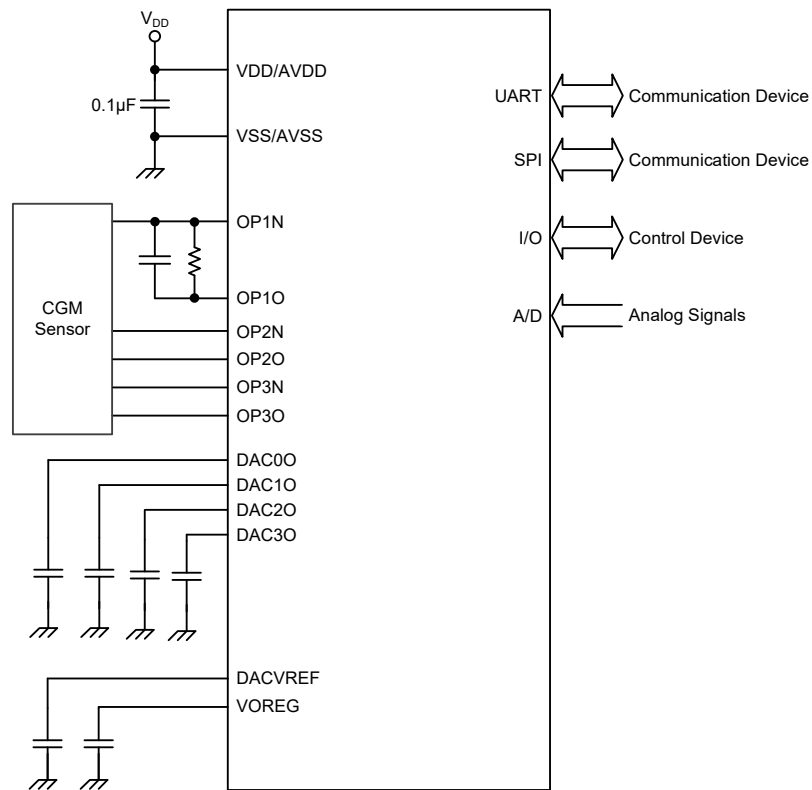 VDD
VDD/AVDD
0.1µF
VSS/AVSS
UART
Communication Device
SPI
Communication Device
OP1N
I/O
Control Device
OP1O
CGM
Sensor
A/D
Analog Signals
OP2N
OP2O
OP3N
OP3O
DAC0O
DAC1O
DAC2O
DAC3O
DACVREF
VOREG